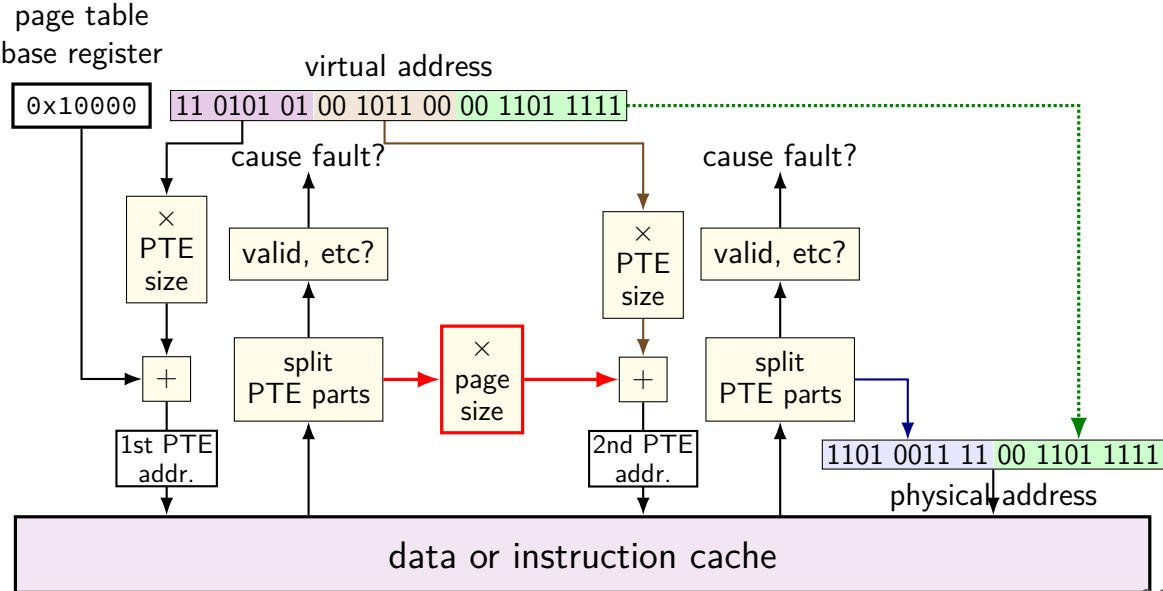 page table
base register
virtual address
0x10000
11 0101 01 00 1011 00 00 1101 1111
cause fault?
cause fault?
×
PTE
size
valid, etc?
×
PTE
size
valid, etc?
+
split
PTE parts
×
page
size
+
split
PTE parts
1st PTE
addr.
2nd PTE
addr.
1101 0011 11 00 1101 1111
physical address
data or instruction cache